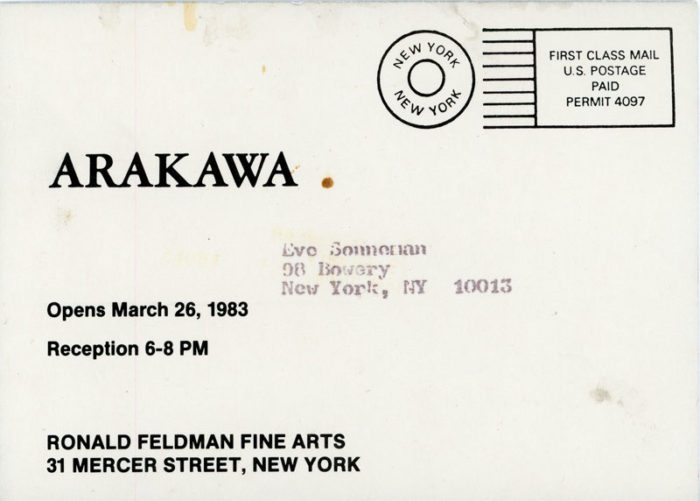 NEW YORK
NEW YORK
FIRST CLASS MAIL
U.S. POSTAGE
PAID
PERMIT 4097
ARAKAWA
Eve Sonneman
98 Bowery
New York, NY 10013
Opens March 26, 1983
Reception 6-8 PM
RONALD FELDMAN FINE ARTS
31 MERCER STREET, NEW YORK